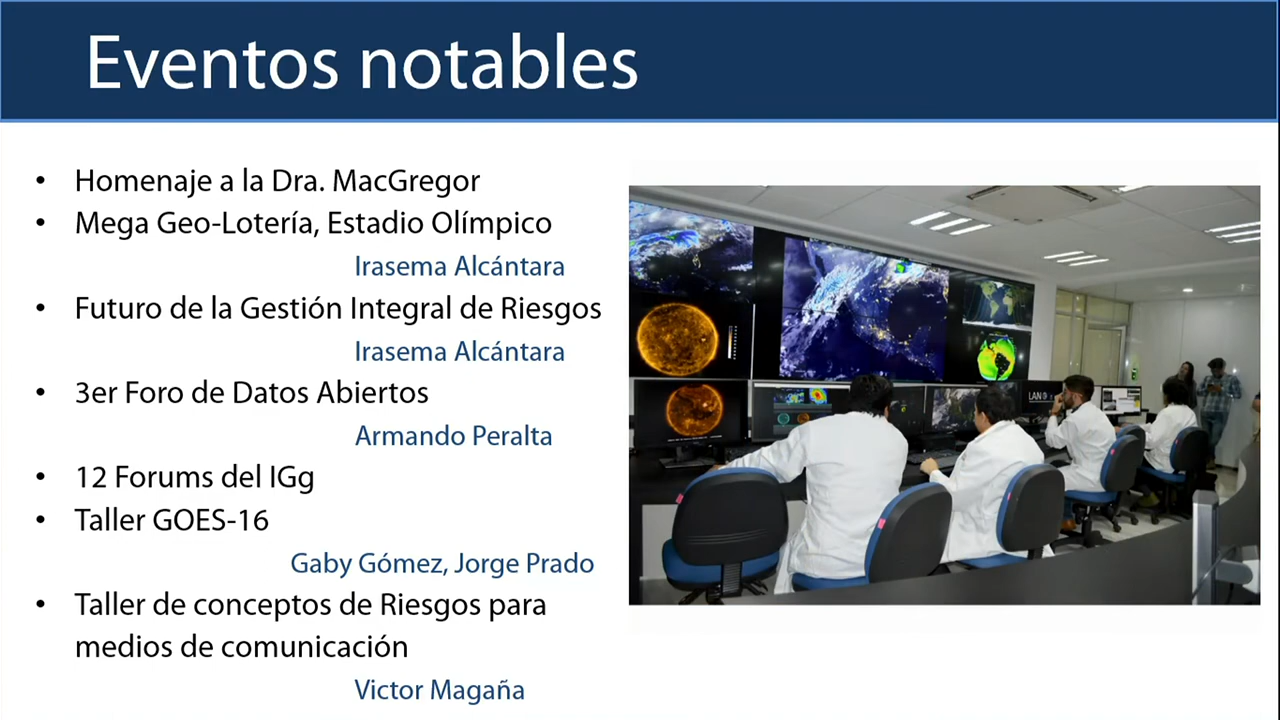 Eventos notables
• Homenaje a la Dra. MacGregor
• Mega Geo-Lotería, Estadio Olímpico
Irasema Alcántara
• Futuro de la Gestión Integral de Riesgos
Irasema Alcántara
• 3er Foro de Datos Abiertos
Armando Peralta
• 12 Forums del IGg
• Taller GOES-16
Gaby Gómez, Jorge Prado
• Taller de conceptos de Riesgos para
medios de comunicación
Victor Magaña